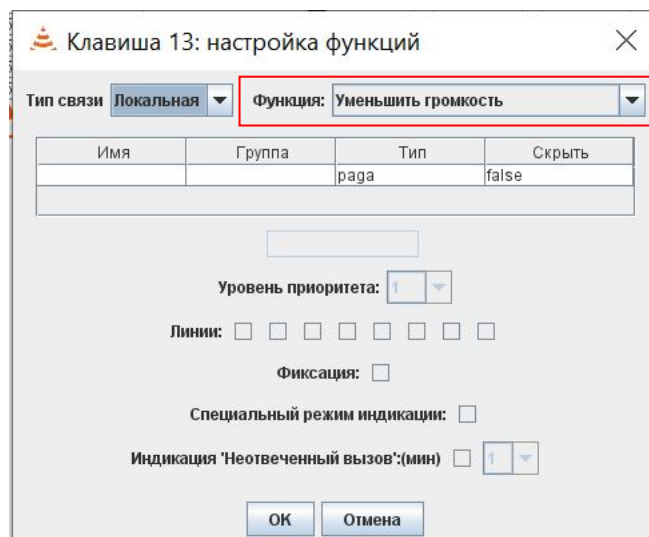 Клавиша 13: настройка функций
Тип связи Локальная Функция: Уменьшить громкость
Имя Группа Тип Скрыть
paga false
Уровень приоритета: 1
Линии:
Фиксация:
Специальный режим индикации:
Индикация 'Неотвеченный вызов':(мин) 1
OK Отмена